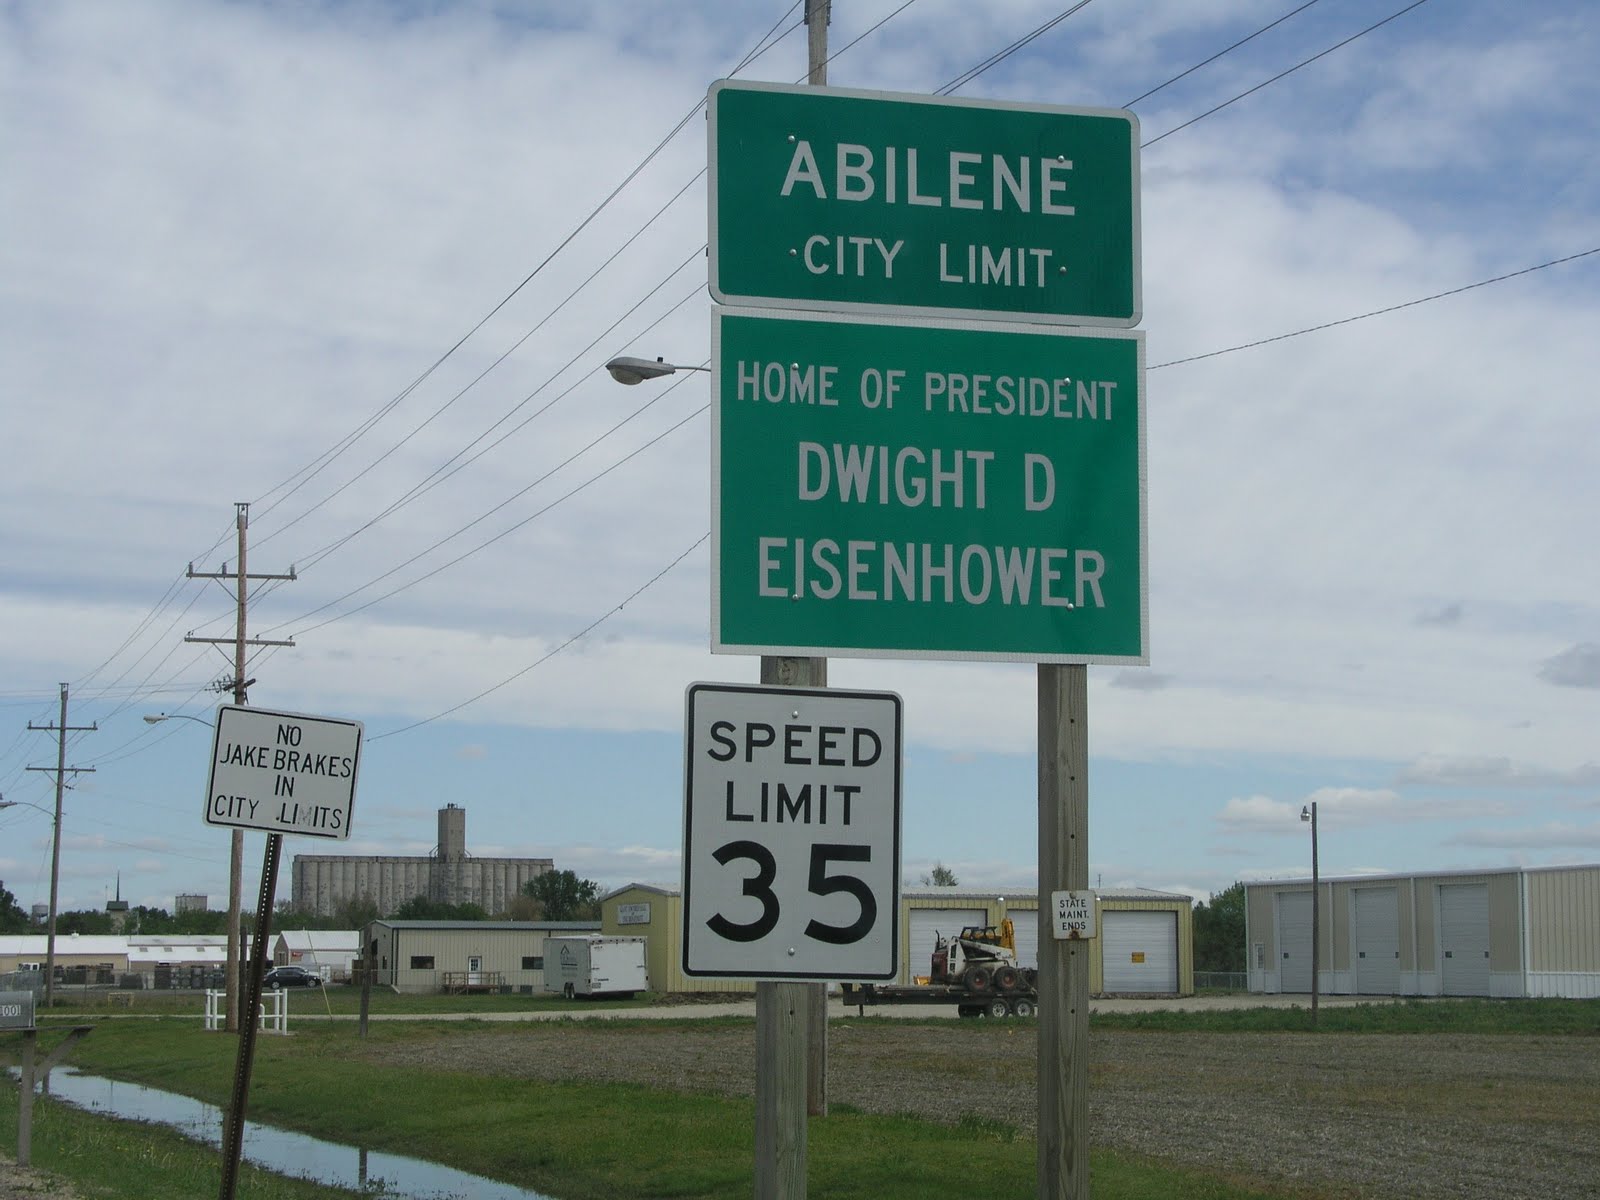 ABILENE
CITY LIMIT
HOME OF PRESIDENT
DWIGHT D
EISENHOWER
SPEED
LIMIT
35
NO
JAKE BRAKES
IN
CITY LIMITS
STATE
MAINT.
ENDS